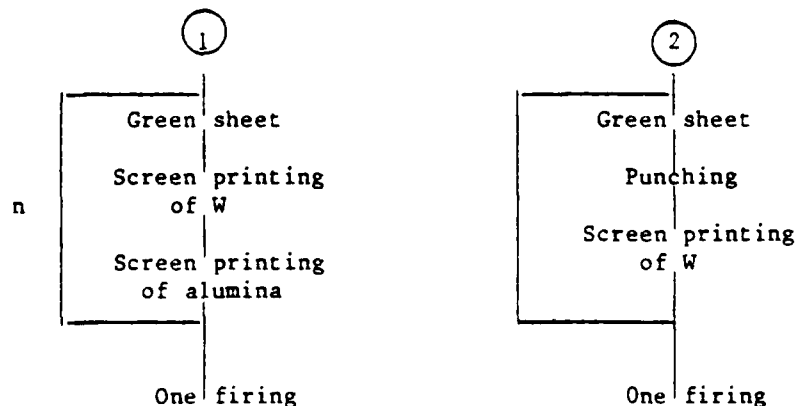 1
Green sheet
Screen printing
of W
n
Screen printing
of alumina
One firing
2
Green sheet
Punching
Screen printing
of W
One firing